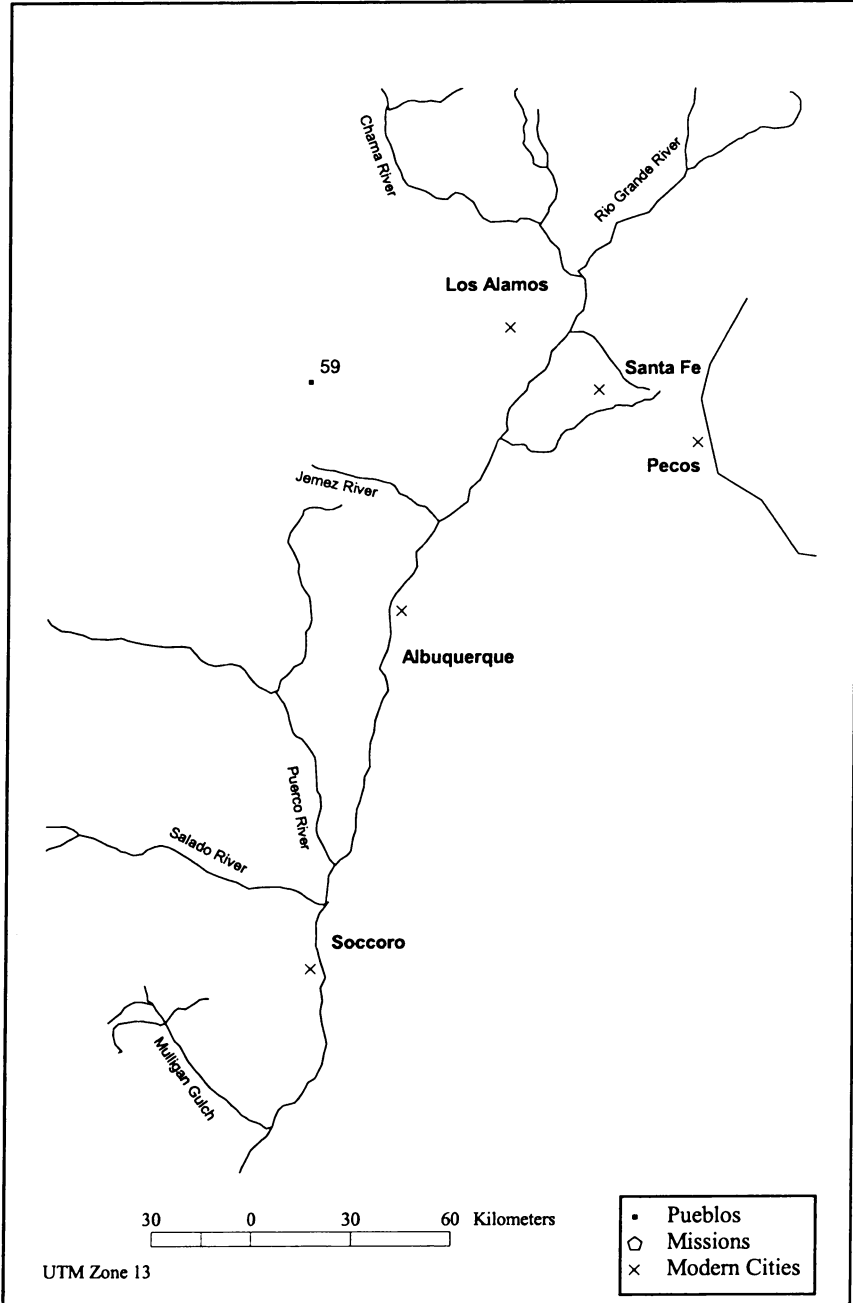 Chama River
Rio Grande River
Los Alamos
59
Santa Fe
Pecos
Jemez River
Albuquerque
Puerco River
Salado River
Soccoro
Mulligan Gulch
30 0 30 60 Kilometers
UTM Zone 13
Pueblos
Missions
Modern Cities